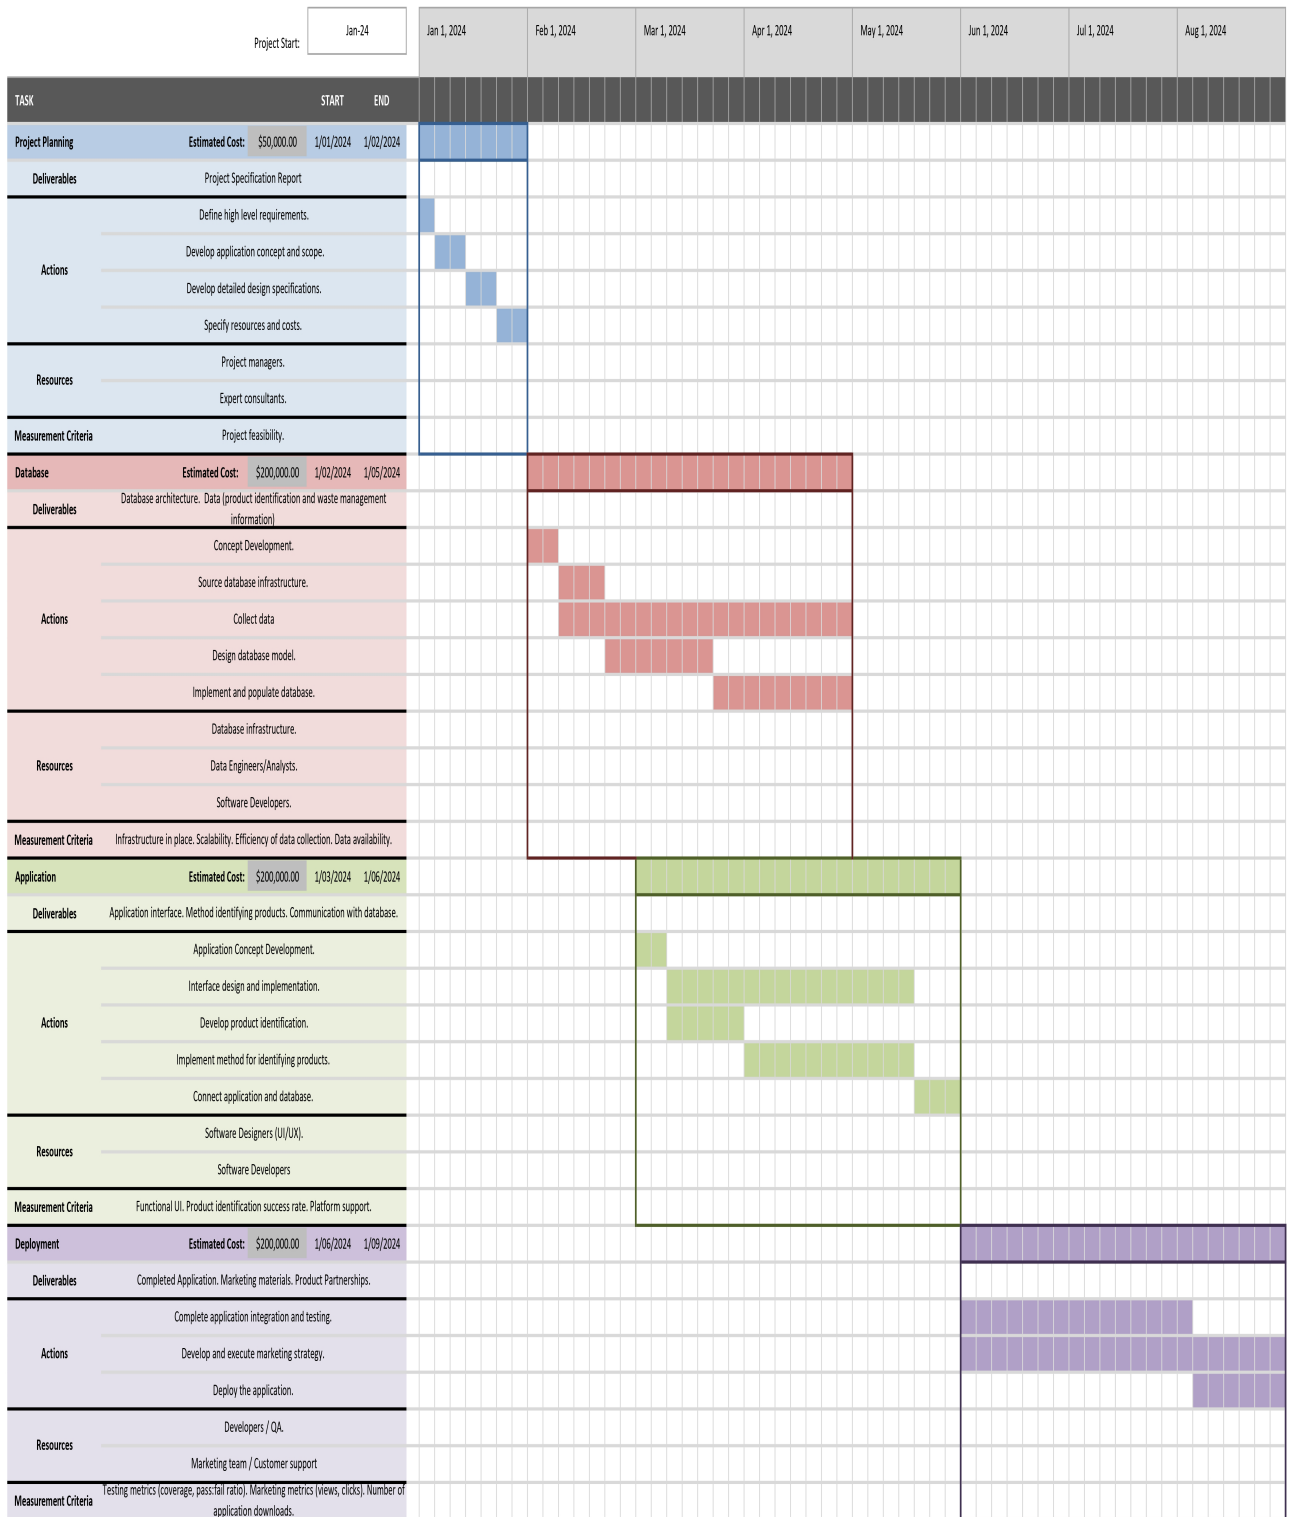 Project Start:
Jan-24
Jan 1, 2024
Feb 1, 2024
Mar 1, 2024
Apr 1, 2024
May 1, 2024
Jun 1, 2024
Jul 1, 2024
Aug 1, 2024
TASK START END
Project Planning Estimated Cost: $50,000.00 1/01/2024 1/02/2024
Deliverables Project Specification Report
Actions
Define high level requirements.
Develop application concept and scope.
Develop detailed design specifications.
Specify resources and costs.
Resources
Project managers.
Expert consultants.
Measurement Criteria Project feasibility.
Database Estimated Cost: $200,000.00 1/02/2024 1/05/2024
Deliverables
Database architecture. Data (product identification and waste management
information)
Actions
Concept Development.
Source database infrastructure.
Collect data
Design database model.
Implement and populate database.
Resources
Database infrastructure.
Data Engineers/Analysts.
Software Developers.
Measurement Criteria Infrastructure in place. Scalability. Efficiency of data collection. Data availability.
Application Estimated Cost: $200,000.00 1/03/2024 1/06/2024
Deliverables Application interface. Method identifying products. Communication with database.
Actions
Application Concept Development.
Interface design and implementation.
Develop product identification.
Implement method for identifying products.
Connect application and database.
Resources
Software Designers (UI/UX).
Software Developers
Measurement Criteria Functional UI. Product identification success rate. Platform support.
Deployment Estimated Cost: $200,000.00 1/06/2024 1/09/2024
Deliverables Completed Application. Marketing materials. Product Partnerships.
Actions
Complete application integration and testing.
Develop and execute marketing strategy.
Deploy the application.
Resources
Developers / QA.
Marketing team / Customer support
Measurement Criteria
Testing metrics (coverage, pass:fail ratio). Marketing metrics (views, clicks). Number of
application downloads.